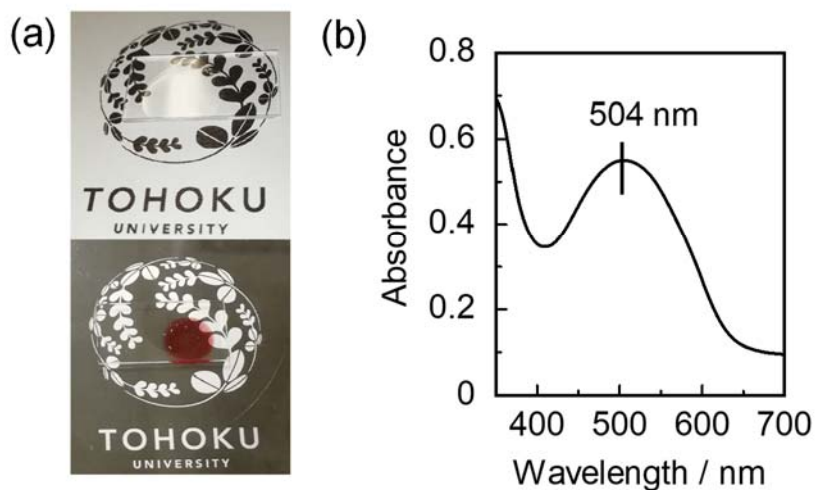 (a)
TOHOKU
UNIVERSITY
TOHOKU
UNIVERSITY
(b)
0.8
0.6
0.4
0.2
0
504 nm
Absorbance
400 500 600 700
Wavelength / nm